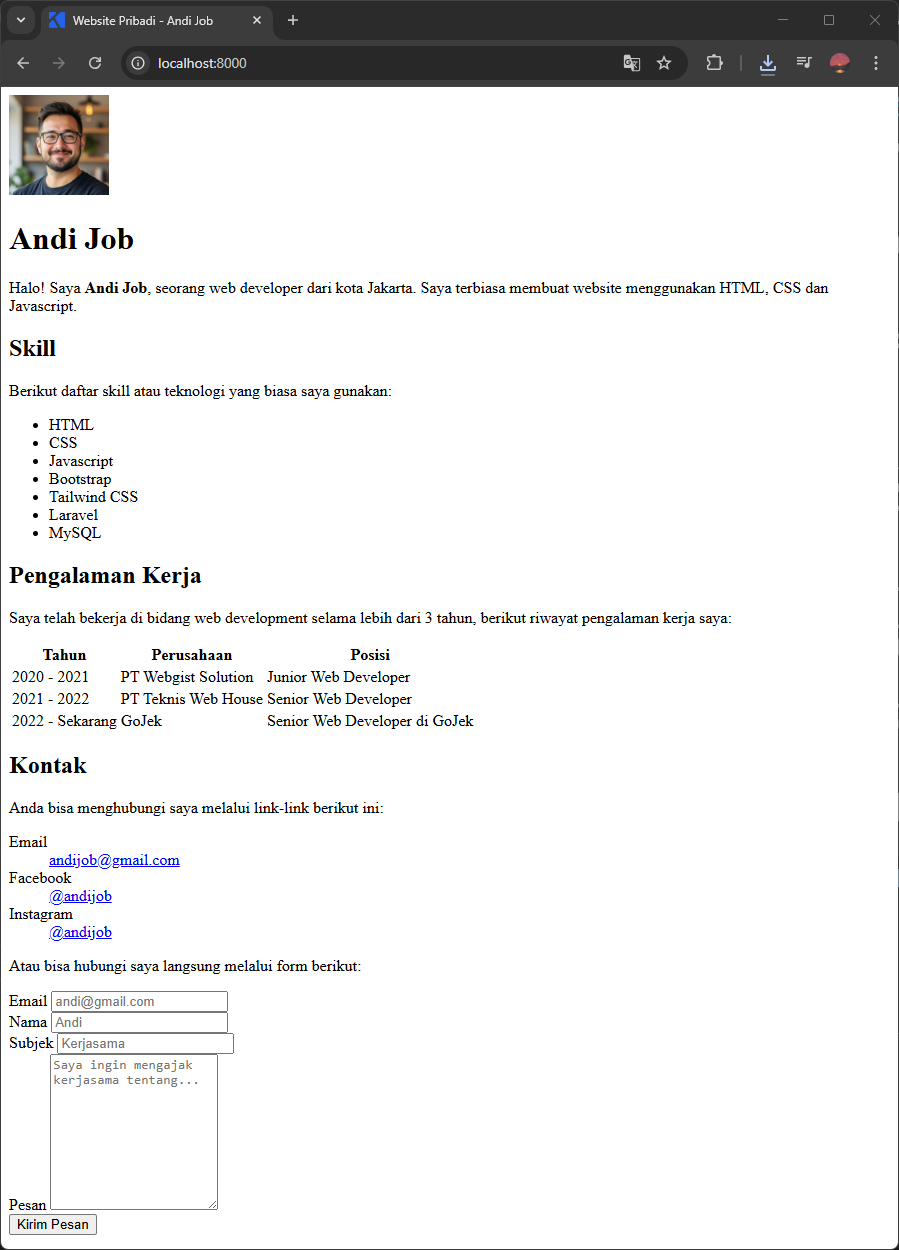 Website Pribadi - Andi Job
localhost:8000
Andi Job
Halo! Saya Andi Job, seorang web developer dari kota Jakarta. Saya terbiasa membuat website menggunakan HTML, CSS dan
Javascript.
Skill
Berikut daftar skill atau teknologi yang biasa saya gunakan:
HTML
CSS
Javascript
Bootstrap
Tailwind CSS
Laravel
MySQL
Pengalaman Kerja
Saya telah bekerja di bidang web development selama lebih dari 3 tahun, berikut riwayat pengalaman kerja saya:
Tahun Perusahaan Posisi
2020 - 2021 PT Webgist Solution Junior Web Developer
2021 - 2022 PT Teknis Web House Senior Web Developer
2022 - Sekarang GoJek Senior Web Developer di GoJek
Kontak
Anda bisa menghubungi saya melalui link-link berikut ini:
Email
andijob@gmail.com
Facebook
@andijob
Instagram
@andijob
Atau bisa hubungi saya langsung melalui form berikut:
Email andi@gmail.com
Nama Andi
Subjek Kerjasama
Saya ingin mengajak
kerjasama tentang...
Pesan
Kirim Pesan